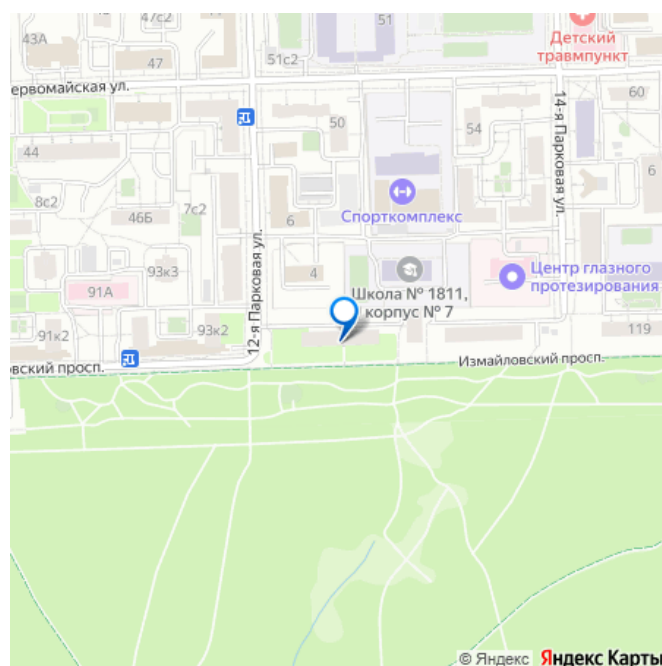 43А
47с2
47
51с2
51
Детский
травмпункт
ервомайская ул.
60
50
54
14-я Парковая ул.
44
6
8с2
7с2
46Б
6
Спорткомплекс
93к3
4
12-я Парковая ул.
Школа № 1811,
корпус № 7
Центр глазного
протезирования
91А
91к2
93к2
119
вский просп.
Измайловский просп.
© Яндекс Яндекс Карты